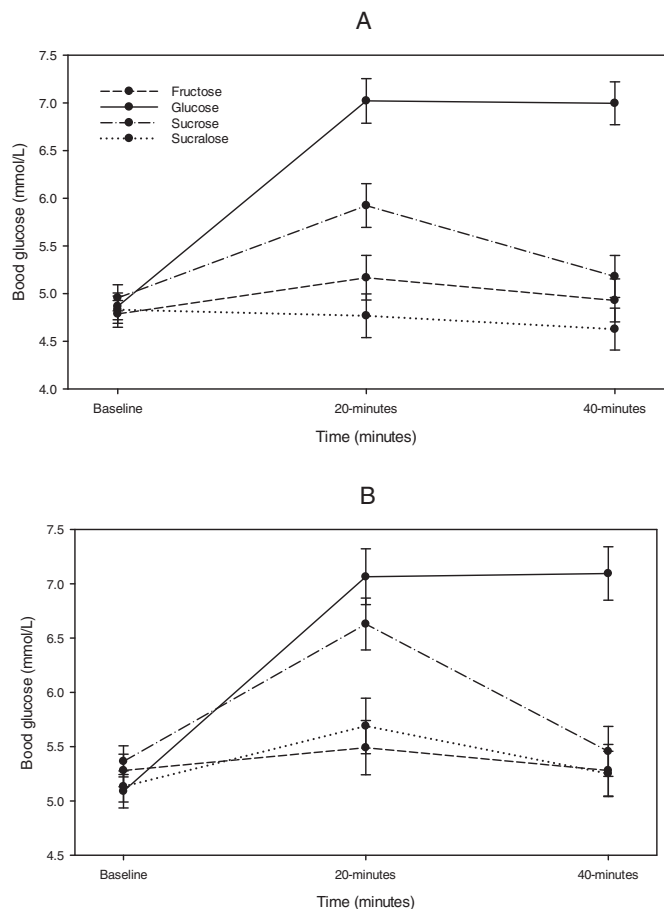 A
7.5
7.0
6.5
6.0
5.5
5.0
4.5
4.0
Bood glucose (mmol/L)
Fructose
Glucose
Sucrose
Sucralose
Baseline
20-minutes
40-minutes
Time (minutes)
B
7.5
7.0
6.5
6.0
5.5
5.0
4.5
Bood glucose (mmol/L)
Baseline
20-minutes
40-minutes
Time (minutes)